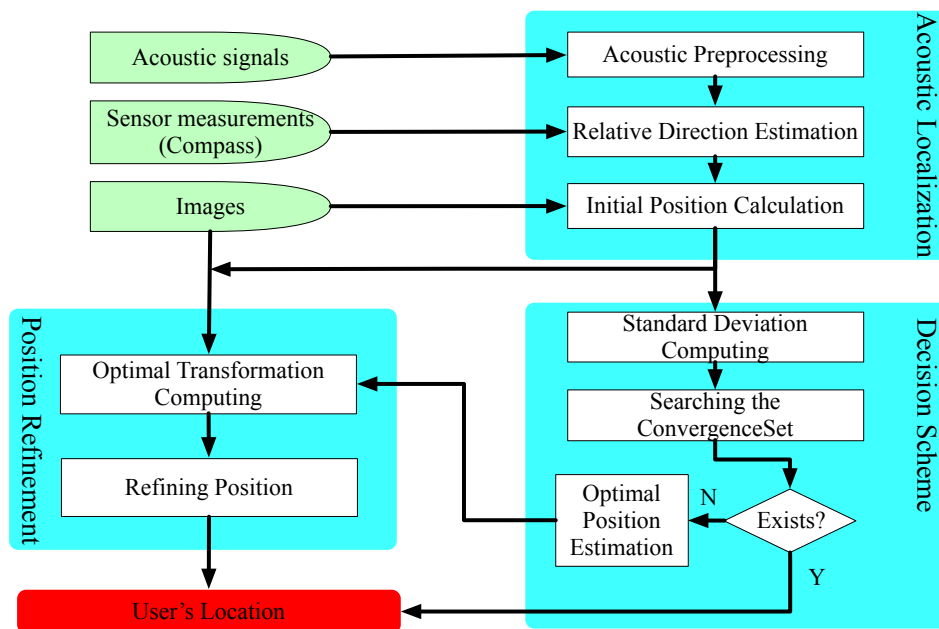 Acoustic signals
Acoustic Preprocessing
Sensor measurements
(Compass)
Relative Direction Estimation
Images
Initial Position Calculation
Acoustic Localization
Position Refinement
Optimal Transformation
Computing
Refining Position
Standard Deviation
Computing
Searching the
ConvergenceSet
Optimal
Position
Estimation
N
Exists?
Y
Decision Scheme
User's Location